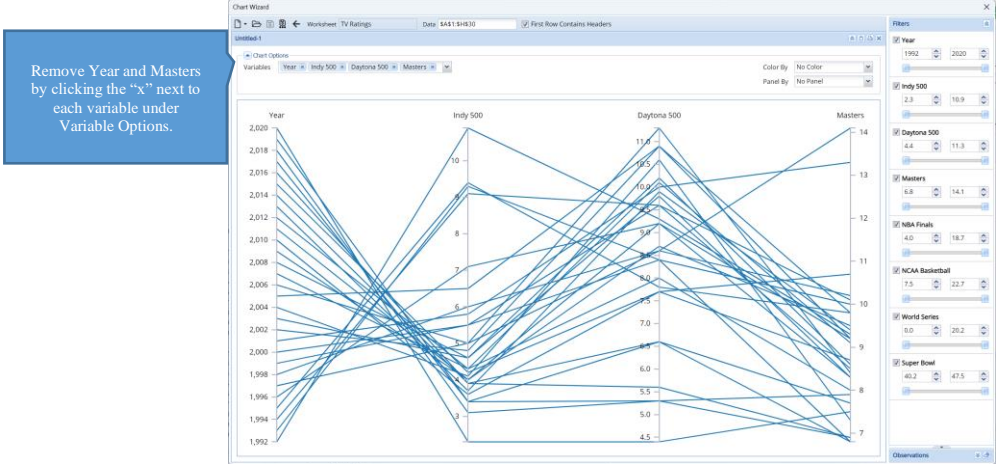 Chart Wizard
Worksheet TV Ratings Data $A$1:$H$30 First Row Contains Headers
Untitled-1
Chart Options
Variables Year Indy 500 Daytona 500 Masters
Color By No Color
Panel By No Panel
Remove Year and Masters
by clicking the “x” next to
each variable under
Variable Options.
Year Indy 500 Daytona 500 Masters
2,020
2,018
2,016
2,014
2,012
2,010
2,008
2,006
2,004
2,002
2,000
1,998
1,996
1,994
1,992
10
9
8
7
6
5
4
3
11.0
10.5
10.0
9.5
9.0
8.5
8.0
7.5
7.0
6.5
6.0
5.5
5.0
4.5
14
13
12
11
10
9
8
7
Filters
Year
1992 2020
Indy 500
2.3 10.9
Daytona 500
4.4 11.3
Masters
6.8 14.1
NBA Finals
4.0 18.7
NCAA Basketball
7.5 22.7
World Series
0.0 20.2
Super Bowl
40.2 47.5
Observations